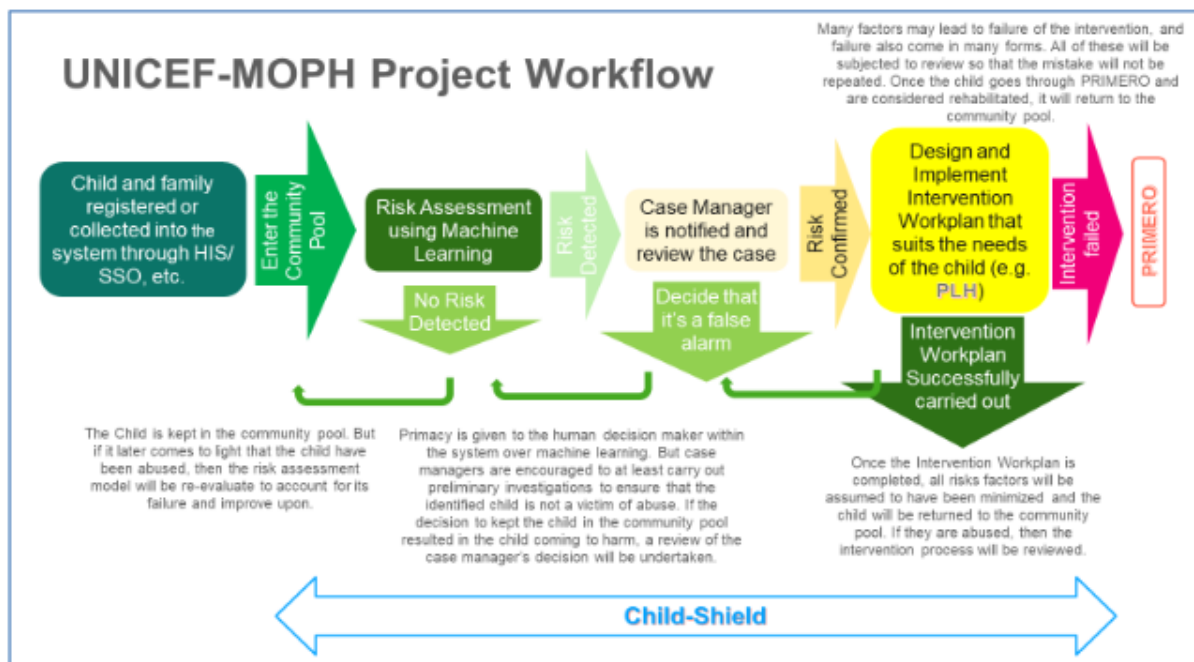 Many factors may lead to failure of the intervention, and
failure also come in many forms. All of these will be
subjected to review so that the mistake will not be
repeated. Once the child goes through PRIMERO and
are considered rehabilitated, it will return to the
community pool.
UNICEF-MOPH Project Workflow
Child and family
registered or
collected into the
system through HIS/
SSO, etc.
Enter the
Community
Pool
Risk Assessment
using Machine
Learning
Risk
Detected
Case Manager
is notified and
review the case
Risk
Confirmed
Design and
Implement
Intervention
Workplan that
suits the needs
of the child (e.g.
PLH)
Intervention
failed
PRIMERO
No Risk
Detected
Decide that
it's a false
alarm
Intervention
Workplan
Successfully
carried out
The Child is kept in the community pool. But
if it later comes to light that the child have
been abused, then the risk assessment
model will be re-evaluate to account for its
failure and improve upon.
Primacy is given to the human decision maker within
the system over machine learning. But case
managers are encouraged to at least carry out
preliminary investigations to ensure that the
identified child is not a victim of abuse. If the
decision to kept the child in the community pool
resulted in the child coming to harm, a review of
the case manager's decision will be undertaken.
Once the Intervention Workplan is
completed, all risks factors will be
assumed to have been minimized and the
child will be returned to the community
pool. If they are abused, then the
intervention process will be reviewed.
Child-Shield